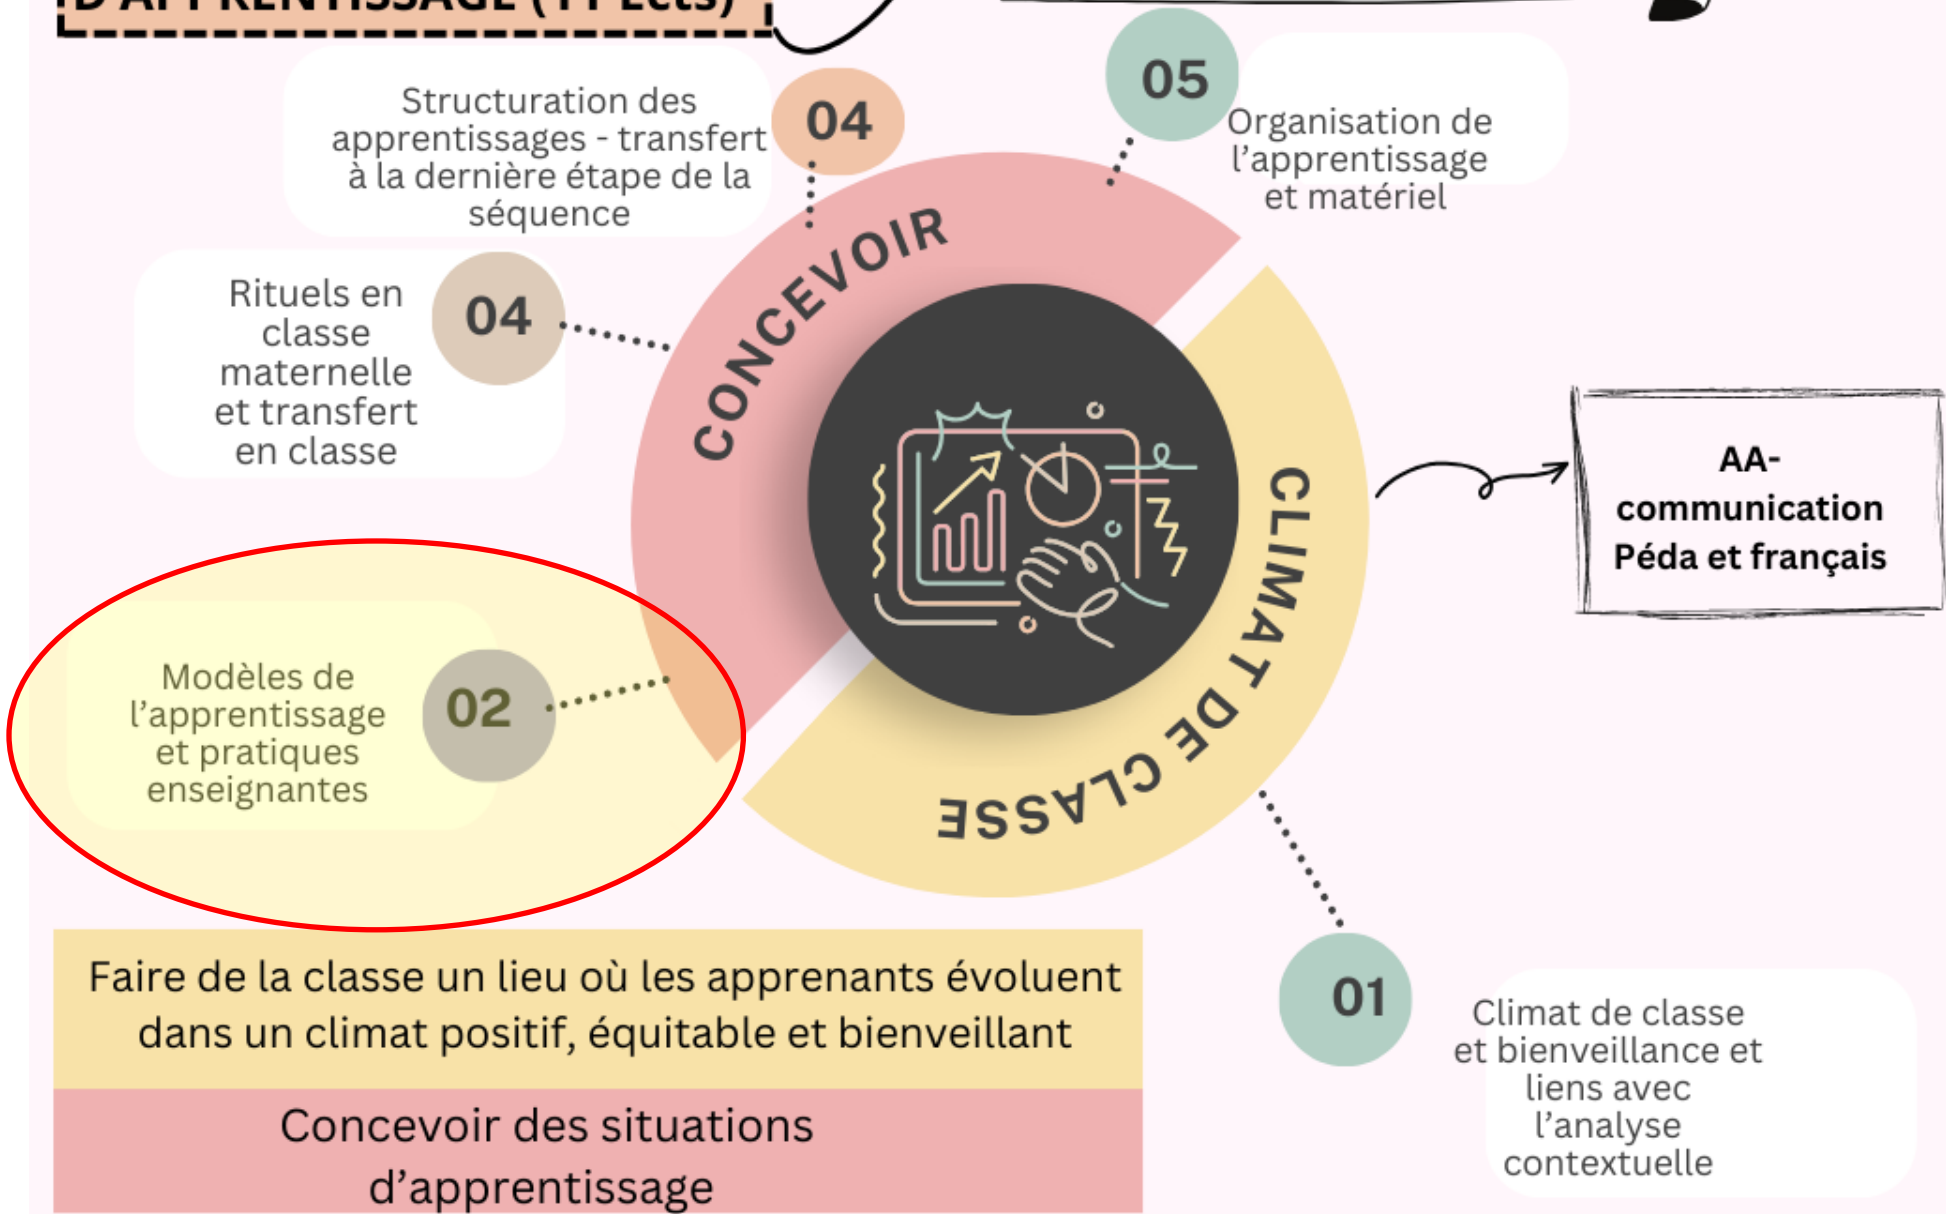 D'APPRENTISSAGE (11 Ects)
Structuration des
apprentissages - transfert
à la dernière étape de la
séquence
04
05
Organisation de
l'apprentissage
et matériel
Rituels en
classe
maternelle
et transfert
en classe
04
CONCEVOIR
CLIMAT DE CLASSE
AA-
communication
Péda et français
Modèles de
l'apprentissage
et pratiques
enseignantes
02
Faire de la classe un lieu où les apprenants évoluent
dans un climat positif, équitable et bienveillant
Concevoir des situations
d'apprentissage
01
Climat de classe
et bienveillance et
liens avec
l'analyse
contextuelle